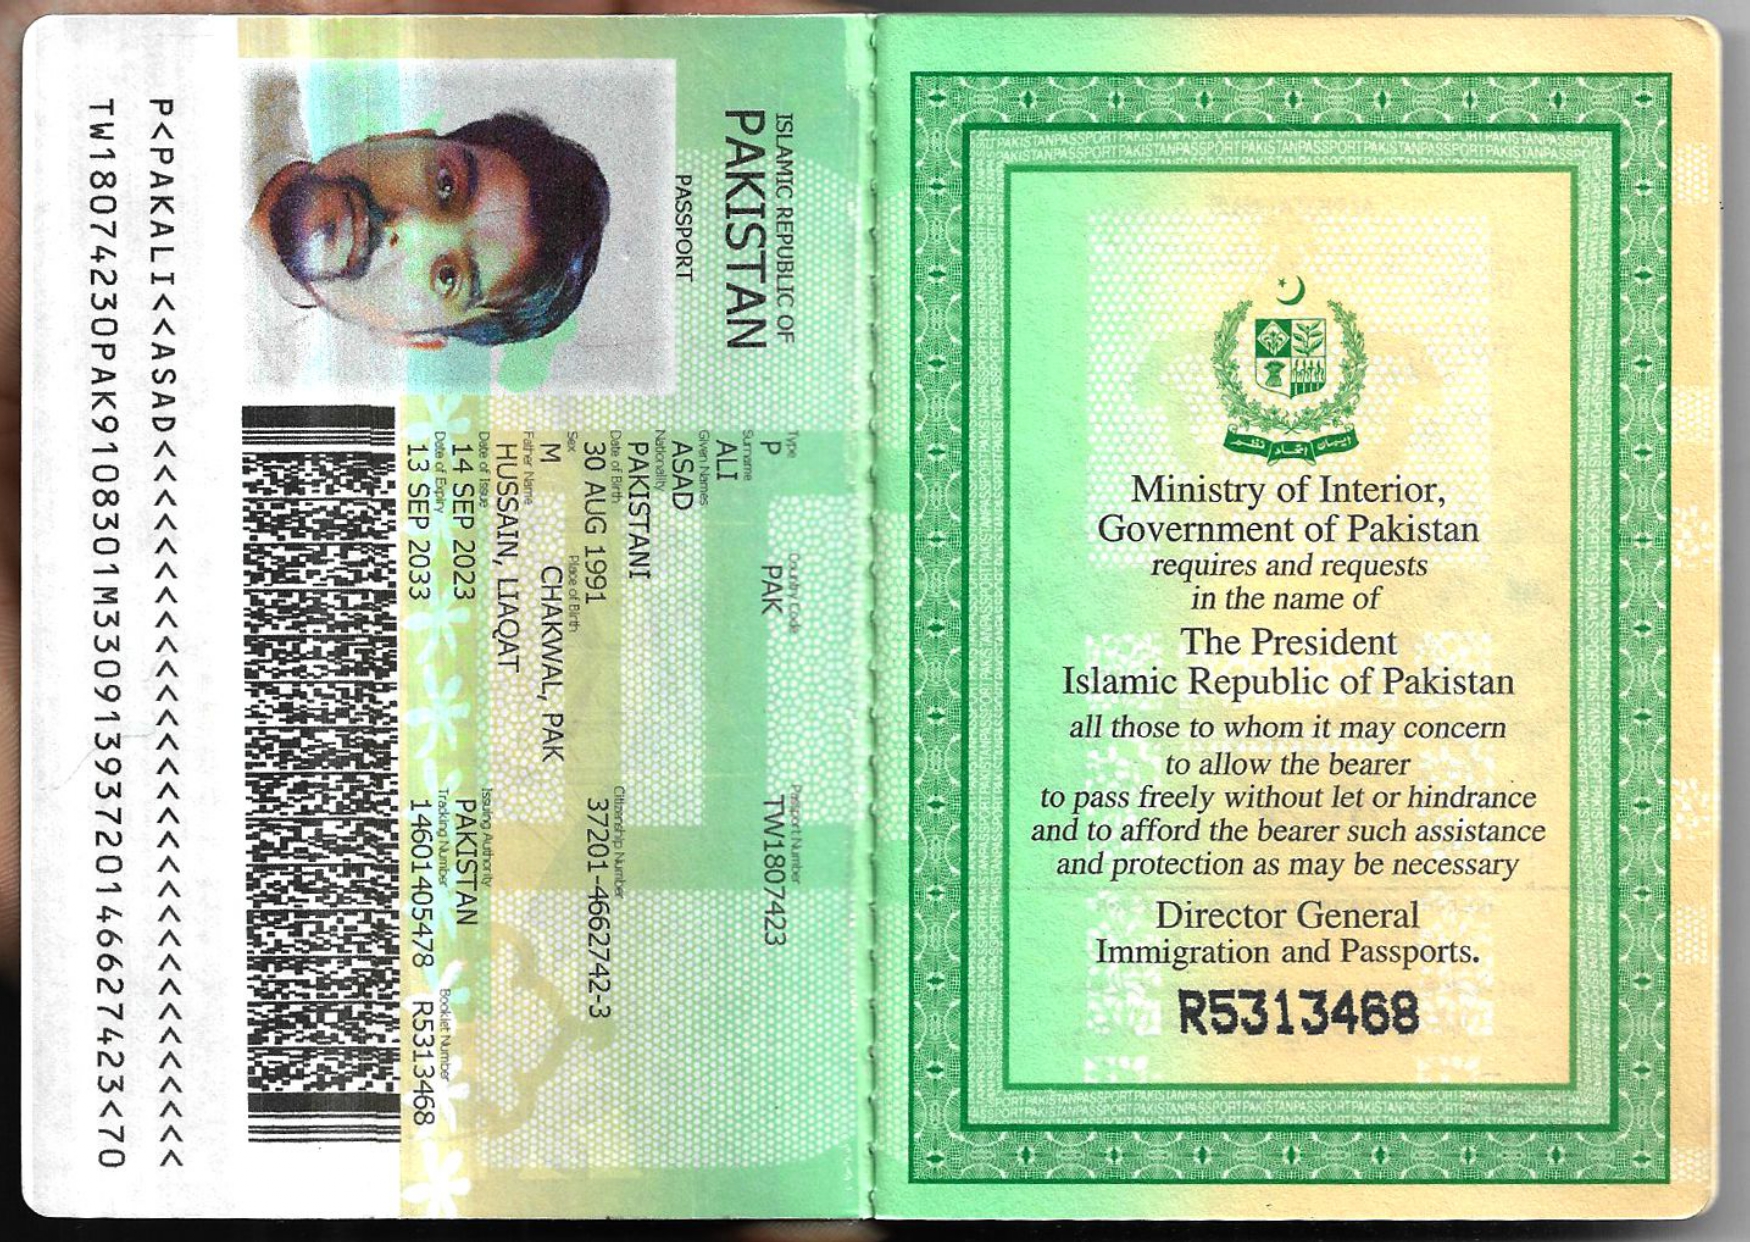 ISLAMIC REPUBLIC OF
PAKISTAN
PASSPORT
Type Country Code Passport Number
P PAK TW1807423
Surname
ALI
Given Names
ASAD
Nationality
PAKISTANI
Date of Birth Citizenship Number
30 AUG 1991 37201-4662742-3
Sex Place of Birth
M CHAKWAL, PAK
Father Name
HUSSAIN, LIAQAT
Date of Issue Issuing Authority
14 SEP 2023 PAKISTAN
Date of Expiry Tracking Number Booklet Number
13 SEP 2033 14601405478 R5313468
P<PAKALI<<ASAD<<<<<<<<<<<<<<<<<<<<<<<<<<<<<<
TW18074230PAK9108301M33091393720146627423<70
ایمان اتحاد نظم
Ministry of Interior,
Government of Pakistan
requires and requests
in the name of
The President
Islamic Republic of Pakistan
all those to whom it may concern
to allow the bearer
to pass freely without let or hindrance
and to afford the bearer such assistance
and protection as may be necessary
Director General
Immigration and Passports.
R5313468